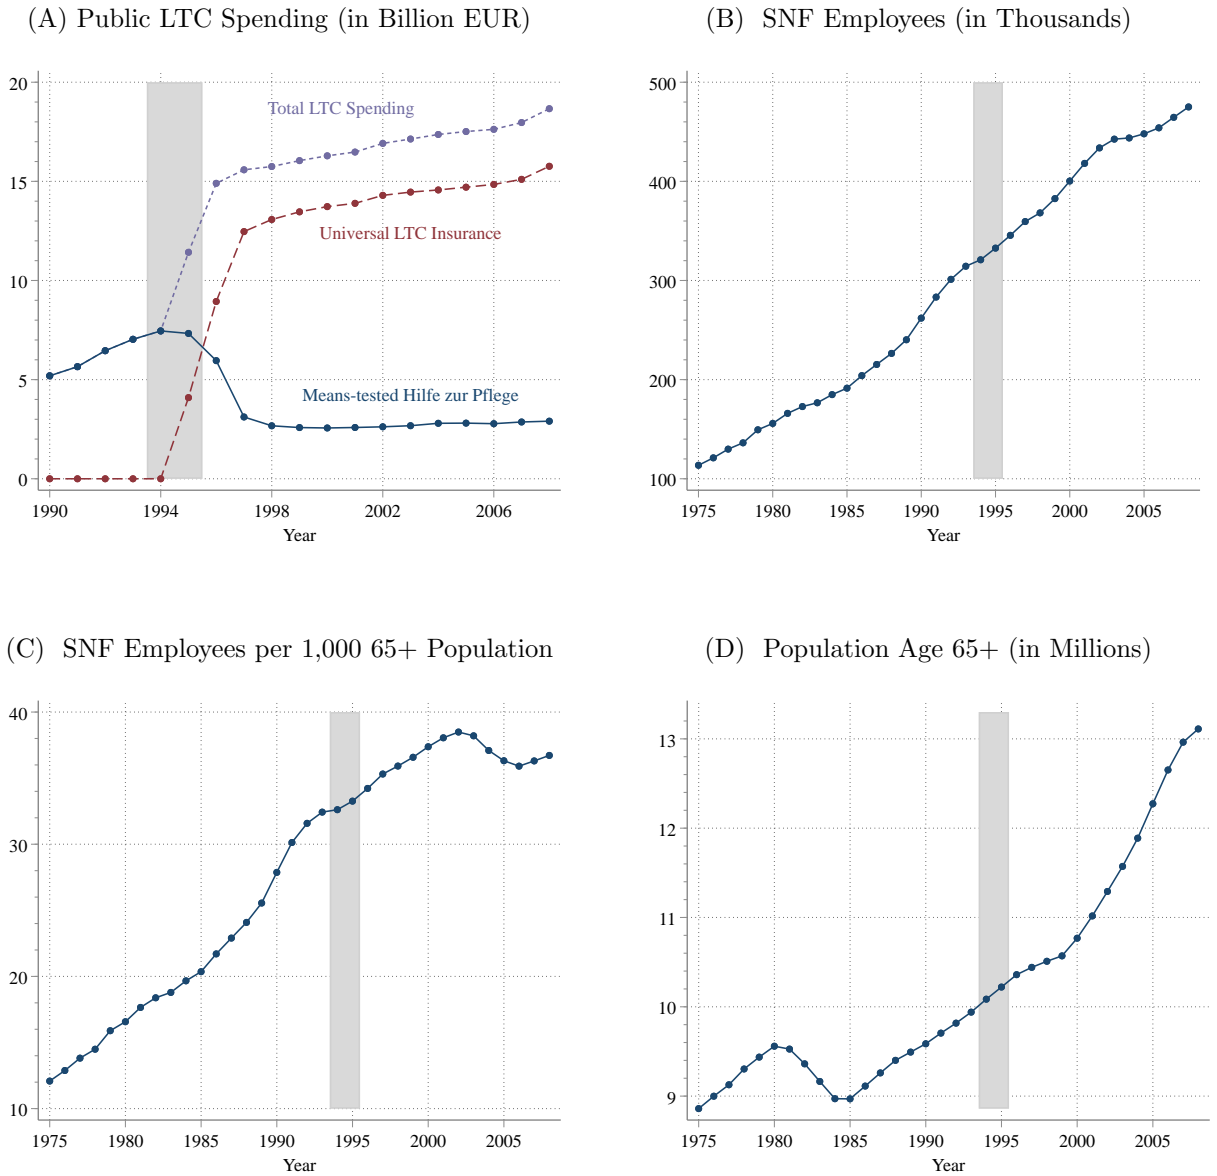 (A) Public LTC Spending (in Billion EUR)
20
15
10
5
0
Total LTC Spending
Universal LTC Insurance
Means-tested Hilfe zur Pflege
1990 1994 1998 2002 2006
Year
(B) SNF Employees (in Thousands)
500
400
300
200
100
1975 1980 1985 1990 1995 2000 2005
Year
(C) SNF Employees per 1,000 65+ Population
40
30
20
10
1975 1980 1985 1990 1995 2000 2005
Year
(D) Population Age 65+ (in Millions)
13
12
11
10
9
1975 1980 1985 1990 1995 2000 2005
Year